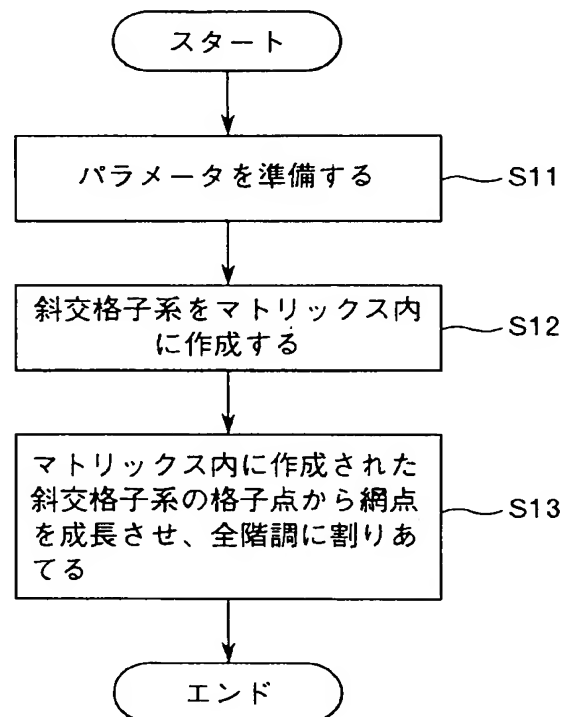 スタート
パラメータを準備する
S11
斜交格子系をマトリックス内
に作成する
S12
マトリックス内に作成された
斜交格子系の格子点から網点
を成長させ、全階調に割りあ
てる
S13
エンド